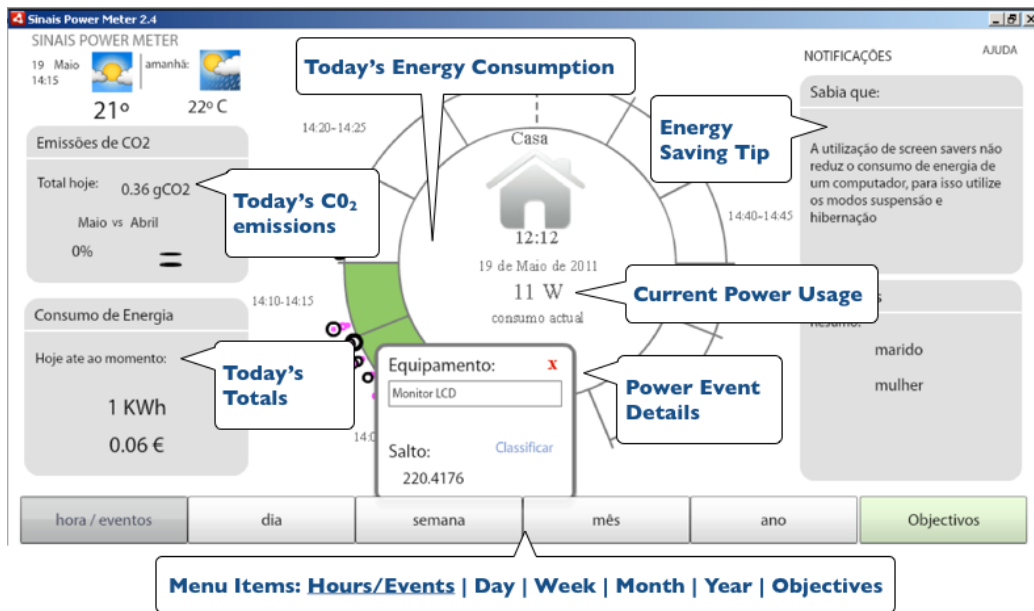 Sinais Power Meter 2.4
SINAIS POWER METER
19 Maio
14:15
amanhã:
21º
22º C
Emissões de CO2
Total hoje: 0.36 gCO2
Maio vs Abril
0% =
Today's CO₂
emissions
Consumo de Energia
Hoje ate ao momento:
1 KWh
0.06 €
Today's
Totals
Today's Energy Consumption
14:20-14:25
14:40-14:45
14:10-14:15
14:0
Casa
12:12
19 de Maio de 2011
11 W
consumo actual
Current Power Usage
Equipamento: x
Monitor LCD
Salto: Classificar
220.4176
Power Event
Details
NOTIFICAÇÕES
AJUDA
Sabia que:
A utilização de screen savers não
reduz o consumo de energia de
um computador, para isso utilize
os modos suspensão e
hibernação
Energy
Saving Tip
marido
mulher
hora / eventos dia semana mês ano Objectivos
Menu Items: Hours/Events | Day | Week | Month | Year | Objectives